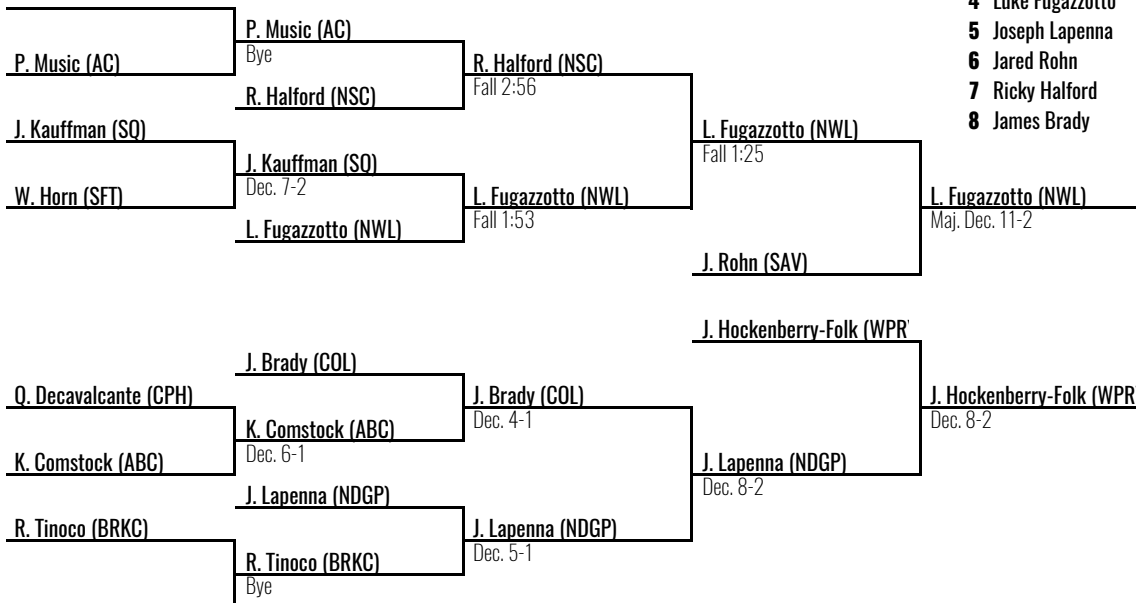 4 Luke Fugazzotto
P. Music (AC)
5 Joseph Lapenna
Bye
P. Music (AC)
R. Halford (NSC)
6 Jared Rohn
Fall 2:56
R. Halford (NSC)
7 Ricky Halford
8 James Brady
J. Kauffman (SQ)
L. Fugazzotto (NWL)
Fall 1:25
J. Kauffman (SQ)
Dec. 7-2
W. Horn (SFT)
L. Fugazzotto (NWL)
L. Fugazzotto (NWL)
Fall 1:53
Maj. Dec. 11-2
L. Fugazzotto (NWL)
J. Rohn (SAV)
J. Hockenberry-Folk (WPR
J. Brady (COL)
Q. Decavalcante (CPH)
J. Brady (COL)
J. Hockenberry-Folk (WPR
Dec. 4-1
Dec. 8-2
K. Comstock (ABC)
Dec. 6-1
K. Comstock (ABC)
J. Lapenna (NDGP)
Dec. 8-2
J. Lapenna (NDGP)
R. Tinoco (BRKC)
J. Lapenna (NDGP)
Dec. 5-1
R. Tinoco (BRKC)
Bye